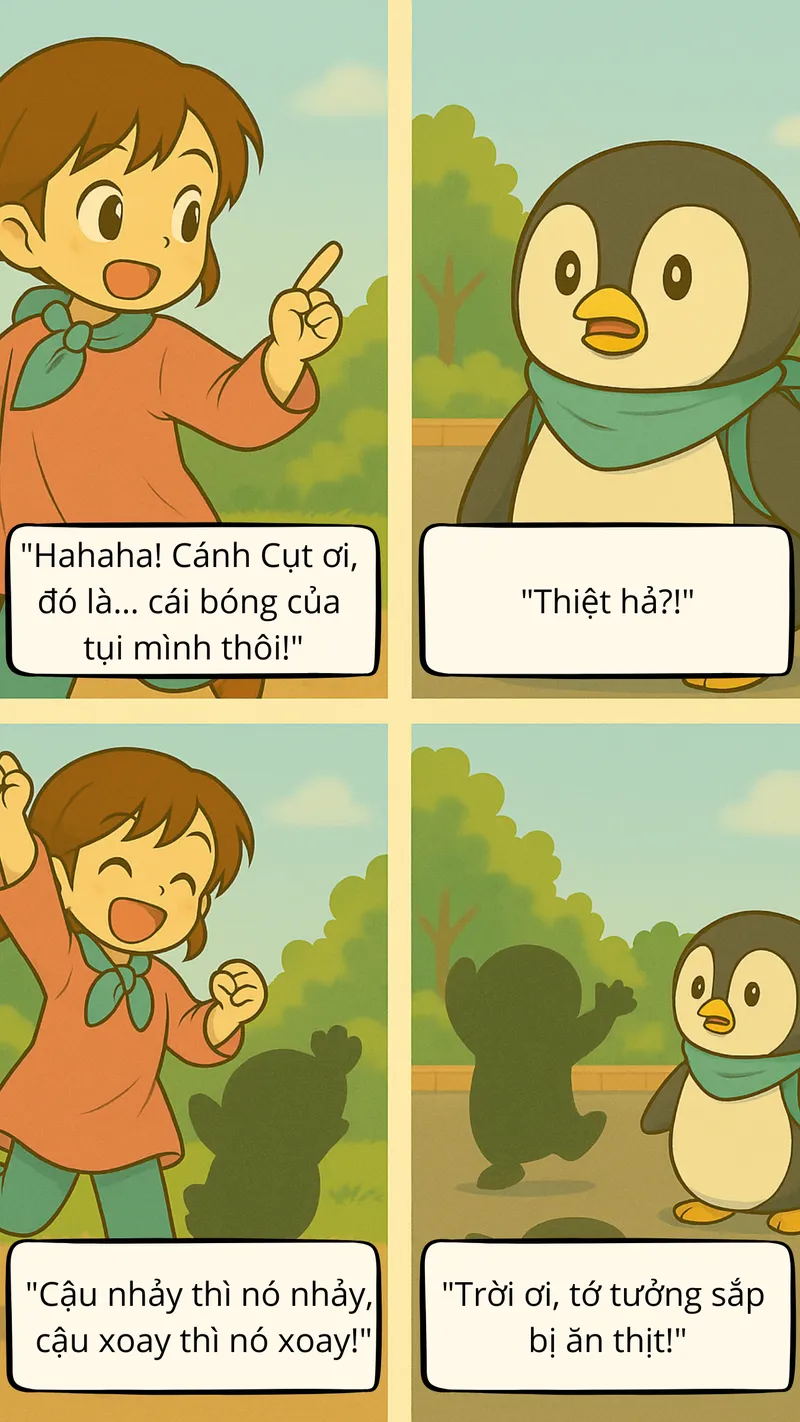 "Hahaha! Cánh Cụt ơi,
đó là... cái bóng của
tụi mình thôi!"
"Thiệt hả?!"
"Cậu nhảy thì nó nhảy,
cậu xoay thì nó xoay!"
"Trời ơi, tớ tưởng sắp
bị ăn thịt!"